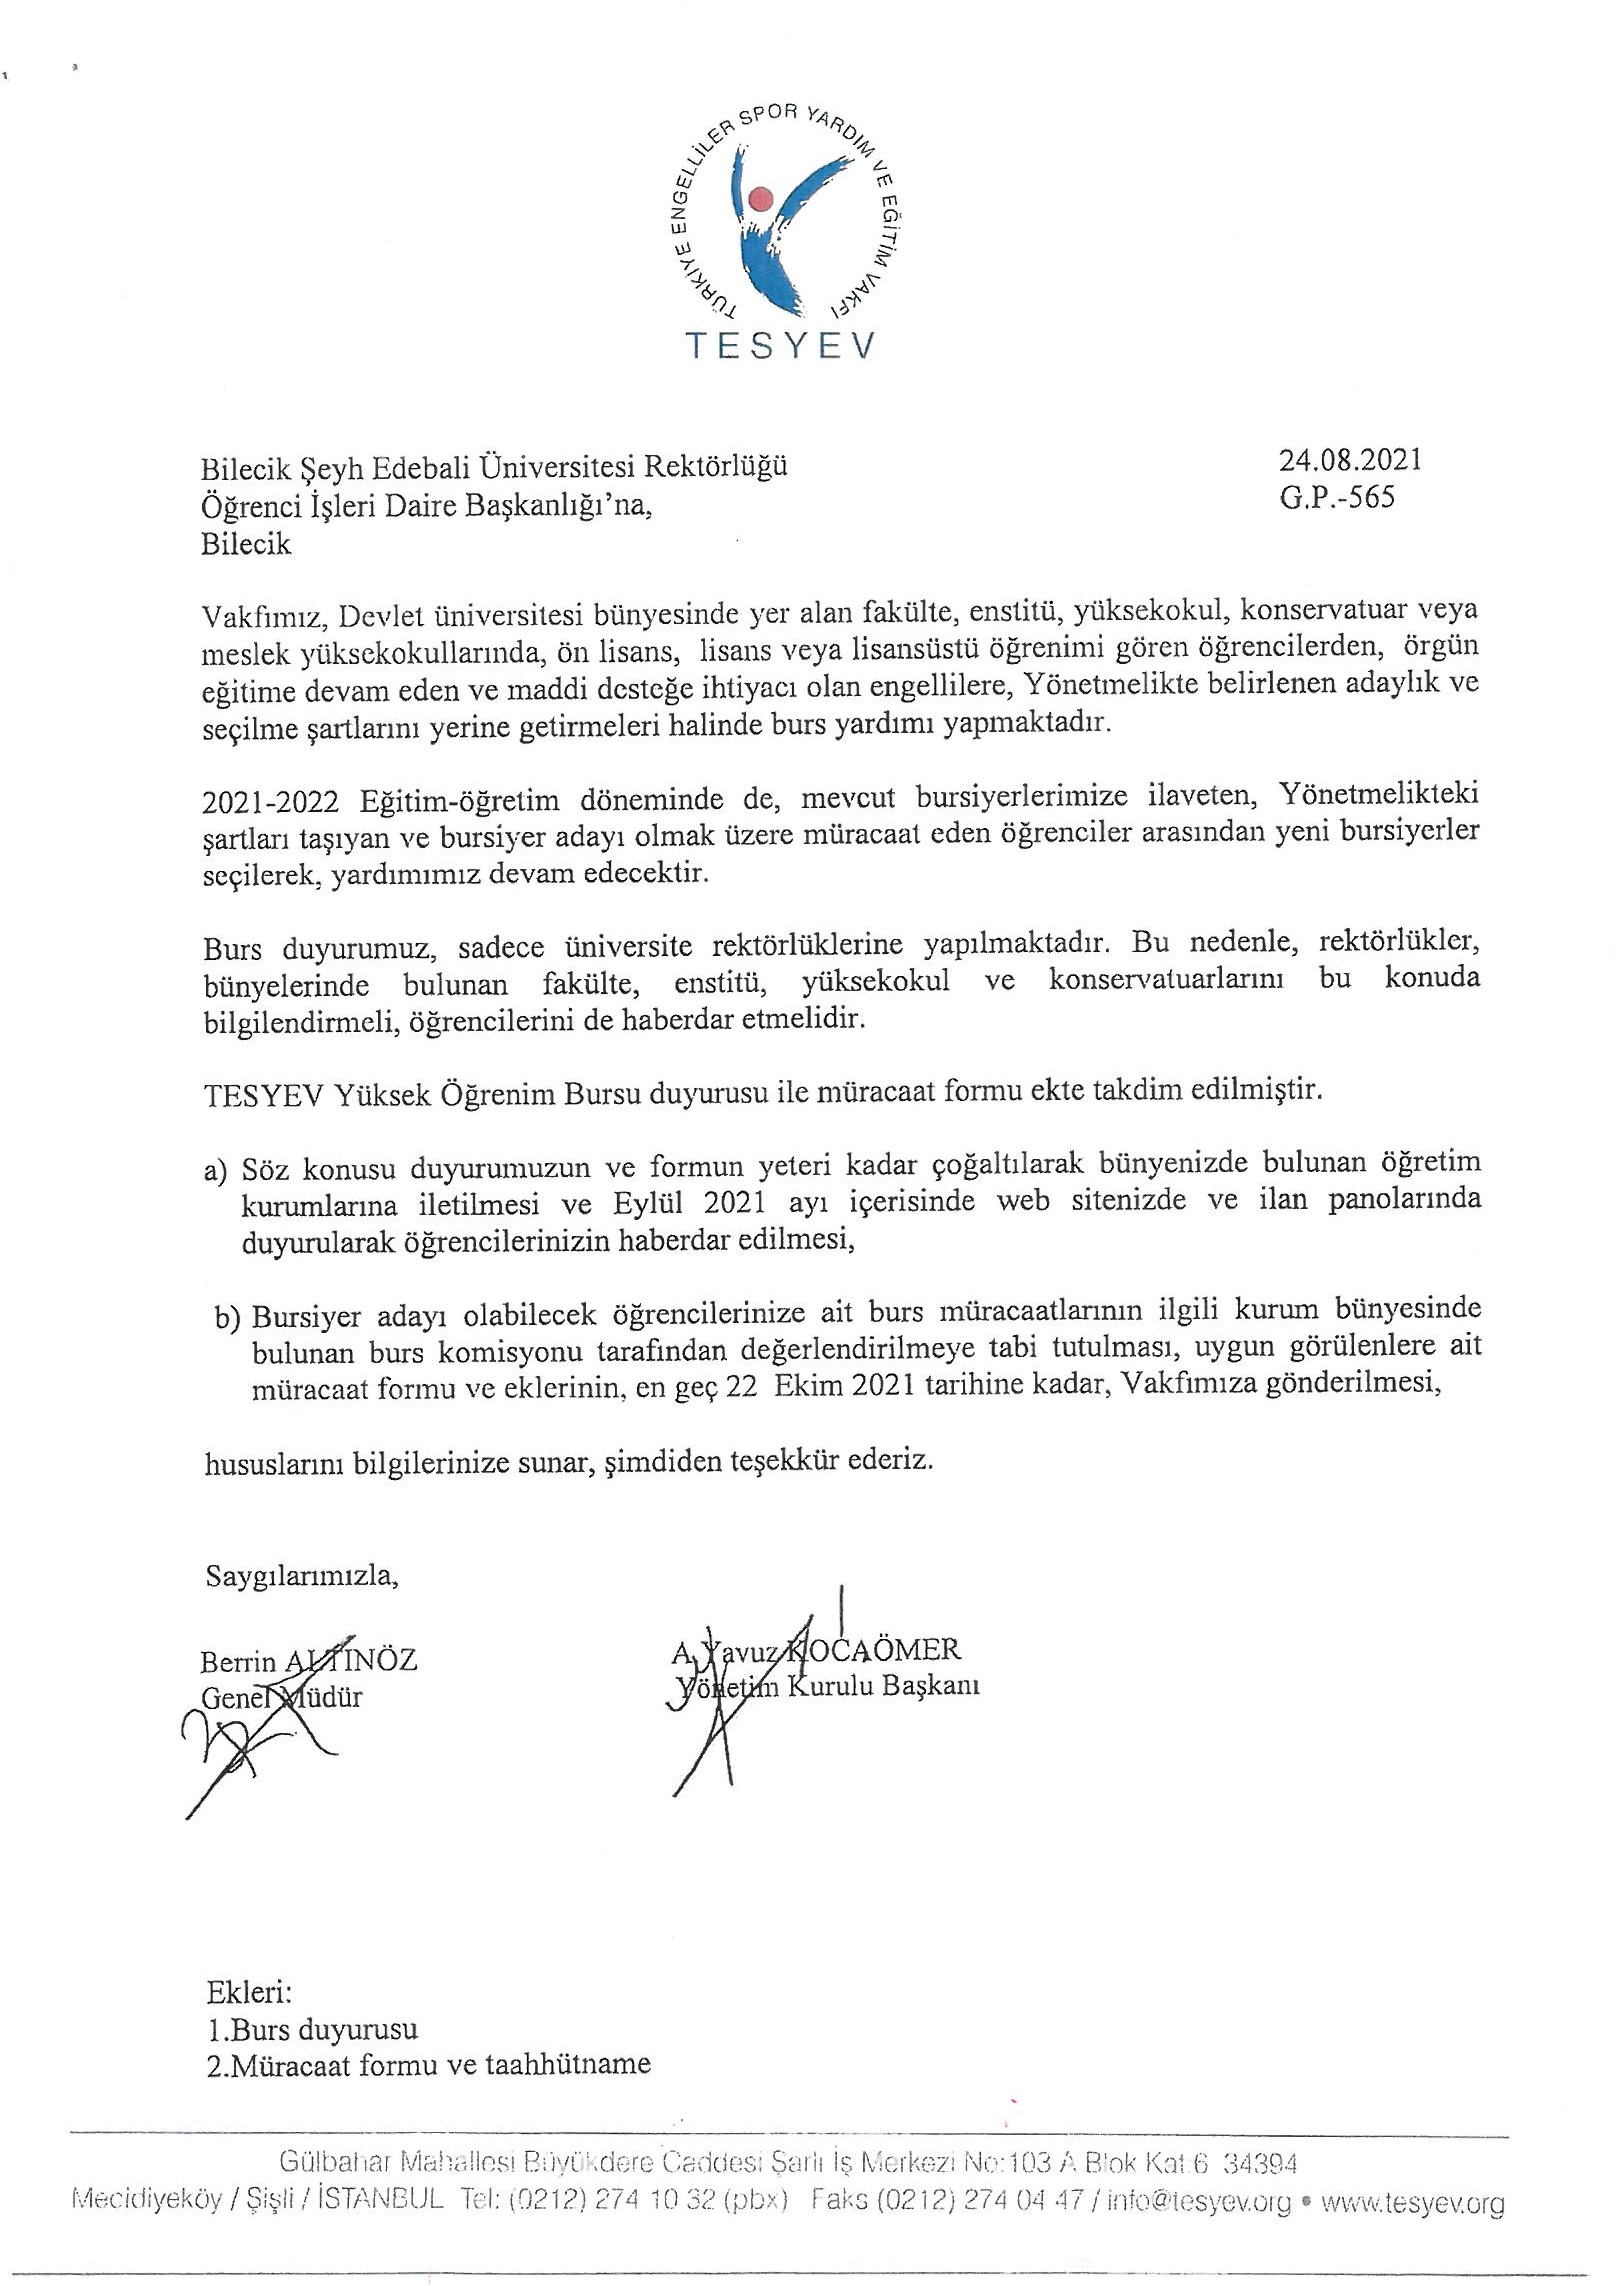 TÜRKİYE ENGELLİLER SPOR YARDIM VE EĞİTİM VAKFI
TESYEV
Bilecik Şeyh Edebali Üniversitesi Rektörlüğü
24.08.2021
Öğrenci İşleri Daire Başkanlığı’na,
G.P.-565
Bilecik
Vakfımız, Devlet üniversitesi bünyesinde yer alan fakülte, enstitü, yüksekokul, konservatuar veya
meslek yüksekokullarında, ön lisans, lisans veya lisansüstü öğrenimi gören öğrencilerden, örgün
eğitime devam eden ve maddi desteğe ihtiyacı olan engellilere, Yönetmelikte belirlenen adaylık ve
seçilme şartlarını yerine getirmeleri halinde burs yardımı yapmaktadır.
2021-2022 Eğitim-öğretim döneminde de, mevcut bursiyerlerimize ilaveten, Yönetmelikteki
şartları taşıyan ve bursiyer adayı olmak üzere müracaat eden öğrenciler arasından yeni bursiyerler
seçilerek, yardımımız devam edecektir.
Burs duyurumuz, sadece üniversite rektörlüklerine yapılmaktadır. Bu nedenle, rektörlükler,
bünyelerinde bulunan fakülte, enstitü, yüksekokul ve konservatuarlarını bu konuda
bilgilendirmeli, öğrencilerini de haberdar etmelidir.
TESYEV Yüksek Öğrenim Bursu duyurusu ile müracaat formu ekte takdim edilmiştir.
a) Söz konusu duyurumuzun ve formun yeteri kadar çoğaltılarak bünyenizde bulunan öğretim
kurumlarına iletilmesi ve Eylül 2021 ayı içerisinde web sitenizde ve ilan panolarında
duyurularak öğrencilerinizin haberdar edilmesi,
b) Bursiyer adayı olabilecek öğrencilerinize ait burs müracaatlarının ilgili kurum bünyesinde
bulunan burs komisyonu tarafından değerlendirilmeye tabi tutulması, uygun görülenlere ait
müracaat formu ve eklerinin, en geç 22 Ekim 2021 tarihine kadar, Vakfımıza gönderilmesi,
hususlarını bilgilerinize sunar, şimdiden teşekkür ederiz.
Saygılarımızla,
Berrin ALTINÖZ
A.Yavuz KOCAÖMER
Genel Müdür
Yönetim Kurulu Başkanı
Ekleri:
1.Burs duyurusu
2.Müracaat formu ve taahhütname
Gülbahar Mahallesi Büyükdere Caddesi Şarlı İş Merkezi No:103 A Blok Kat:6 34394
Mecidiyeköy / Şişli / İSTANBUL Tel: (0212) 274 10 32 (pbx) Faks (0212) 274 04 47 / info@tesyev.org • www.tesyev.org